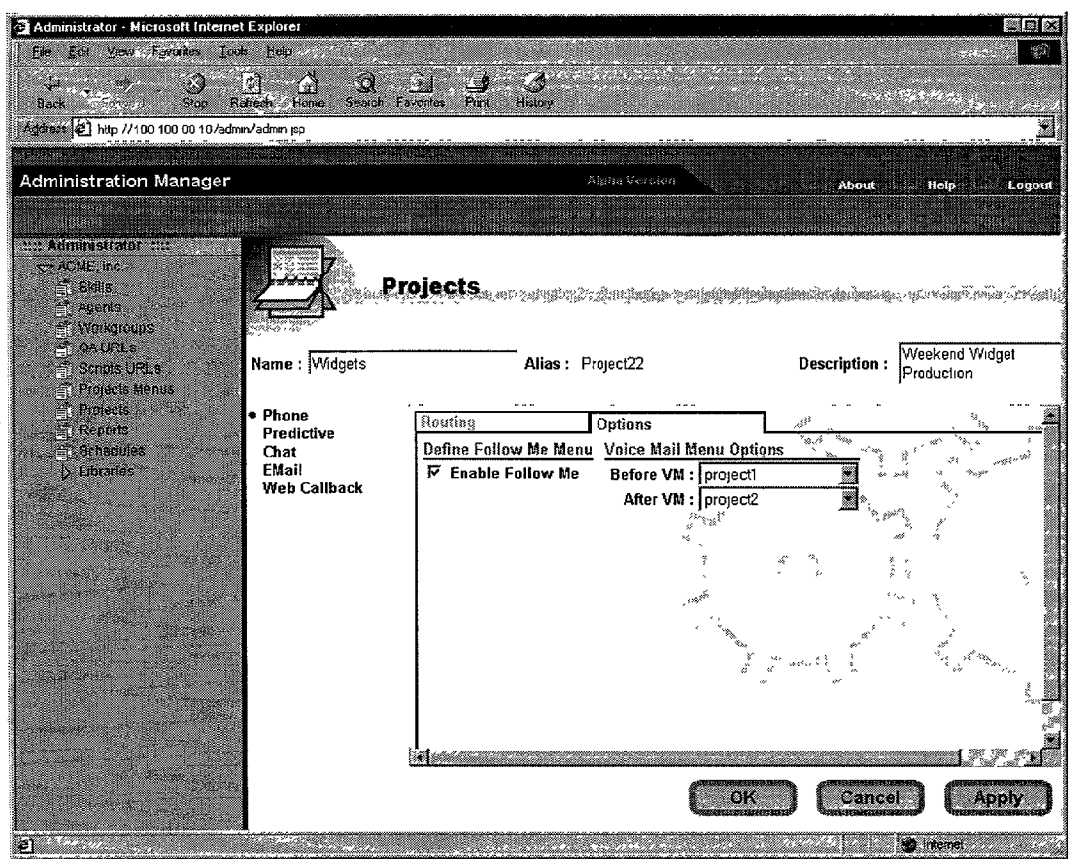 Administrator - Microsoft Internet Explorer
File Edit View Favorites Tools Help
Back Forward Stop Refresh Home Search Favorites Print History
Address http //100 100 00 10/admin/admin jsp
Administration Manager Alpha Version About Help Logout
:::: Administrator ::::
ACME, Inc.
Skills
Agents
Workgroups
QA URLs
Scripts URLs
Projects Menus
Projects
Reports
Schedules
Libraries
Projects
Name : Widgets Alias : Project22 Description : Weekend Widget
Production
• Phone
Predictive
Chat
EMail
Web Callback
Routing Options
Define Follow Me Menu Voice Mail Menu Options
Enable Follow Me Before VM : project1
After VM : project2
OK Cancel Apply
Internet